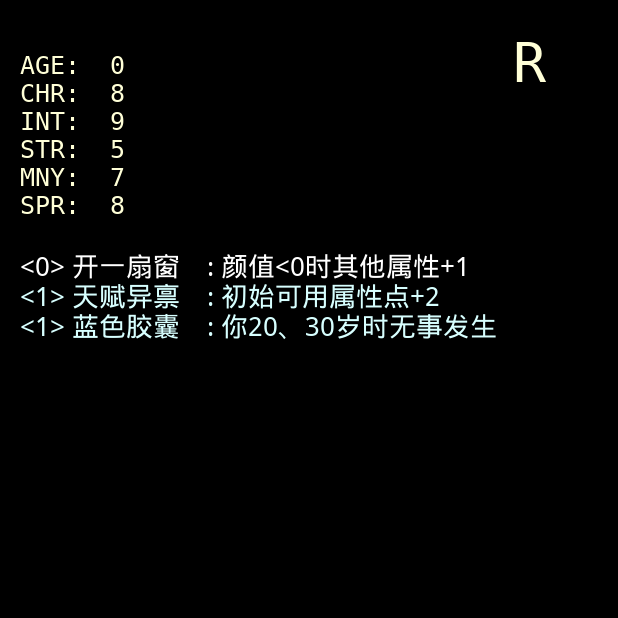 R
AGE: 0
CHR: 8
INT: 9
STR: 5
MNY: 7
SPR: 8
<0> 开一扇窗 : 颜值<0时其他属性+1
<1> 天赋异禀 : 初始可用属性点+2
<1> 蓝色胶囊 : 你20、30岁时无事发生